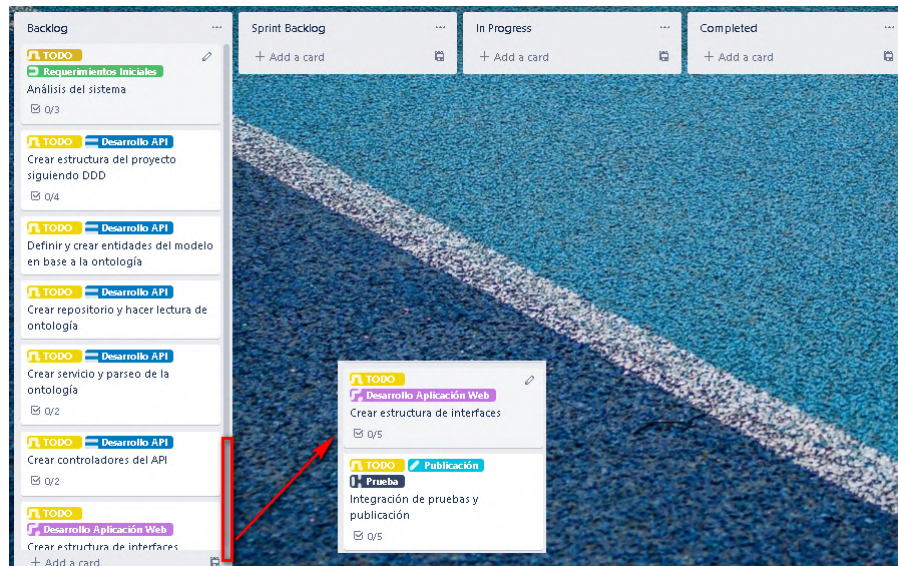 Backlog
TODO
Requerimientos Iniciales
Análisis del sistema
0/3
TODO Desarrollo API
Crear estructura del proyecto
siguiendo DDD
0/4
TODO Desarrollo API
Definir y crear entidades del modelo
en base a la ontología
TODO Desarrollo API
Crear repositorio y hacer lectura de
ontología
TODO Desarrollo API
Crear servicio y parseo de la
ontología
0/2
TODO Desarrollo API
Crear controladores del API
0/2
TODO
Desarrollo Aplicación Web
Crear estructura de interfaces
+ Add a card
Sprint Backlog
+ Add a card
In Progress
+ Add a card
Completed
+ Add a card
TODO
Desarrollo Aplicación Web
Crear estructura de interfaces
0/5
TODO Publicación
Prueba
Integración de pruebas y
publicación
0/5